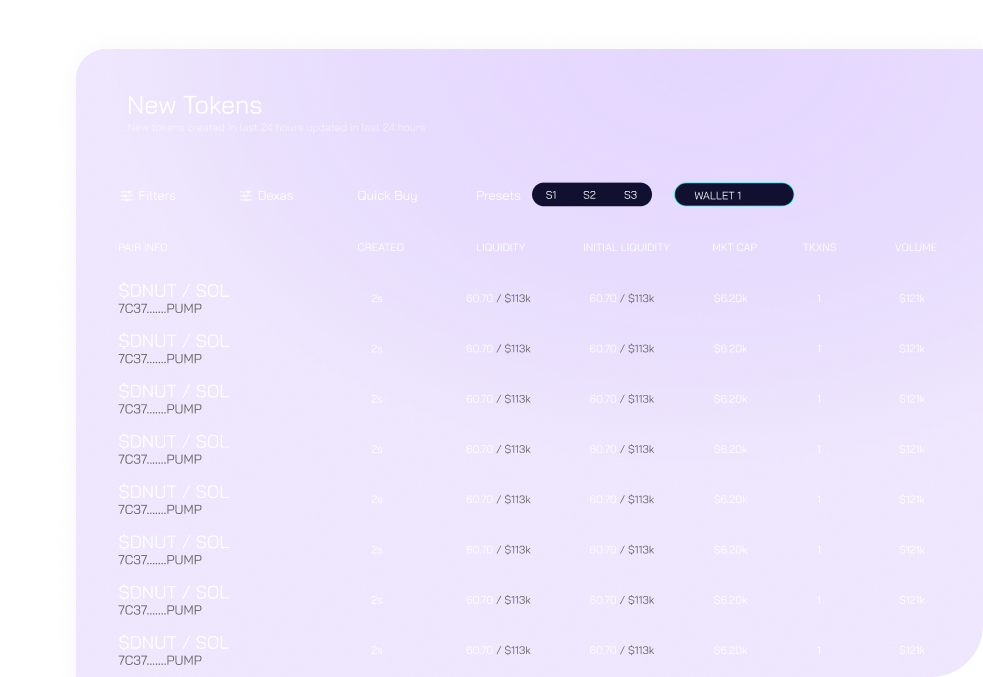 New Tokens
New tokens created in last 24 hours updated in last 24 hours
Filters Dexas Quick Buy Presets S1 S2 S3 WALLET 1
PAIR INFO CREATED LIQUIDITY INITIAL LIQUIDITY MKT CAP TKXNS VOLUME
$DNUT / SOL
7C37.......PUMP 2s 60.70 / $113k 60.70 / $113k $6.20k 1 $121k
$DNUT / SOL
7C37.......PUMP 2s 60.70 / $113k 60.70 / $113k $6.20k 1 $121k
$DNUT / SOL
7C37.......PUMP 2s 60.70 / $113k 60.70 / $113k $6.20k 1 $121k
$DNUT / SOL
7C37.......PUMP 2s 60.70 / $113k 60.70 / $113k $6.20k 1 $121k
$DNUT / SOL
7C37.......PUMP 2s 60.70 / $113k 60.70 / $113k $6.20k 1 $121k
$DNUT / SOL
7C37.......PUMP 2s 60.70 / $113k 60.70 / $113k $6.20k 1 $121k
$DNUT / SOL
7C37.......PUMP 2s 60.70 / $113k 60.70 / $113k $6.20k 1 $121k
$DNUT / SOL
7C37.......PUMP 2s 60.70 / $113k 60.70 / $113k $6.20k 1 $121k